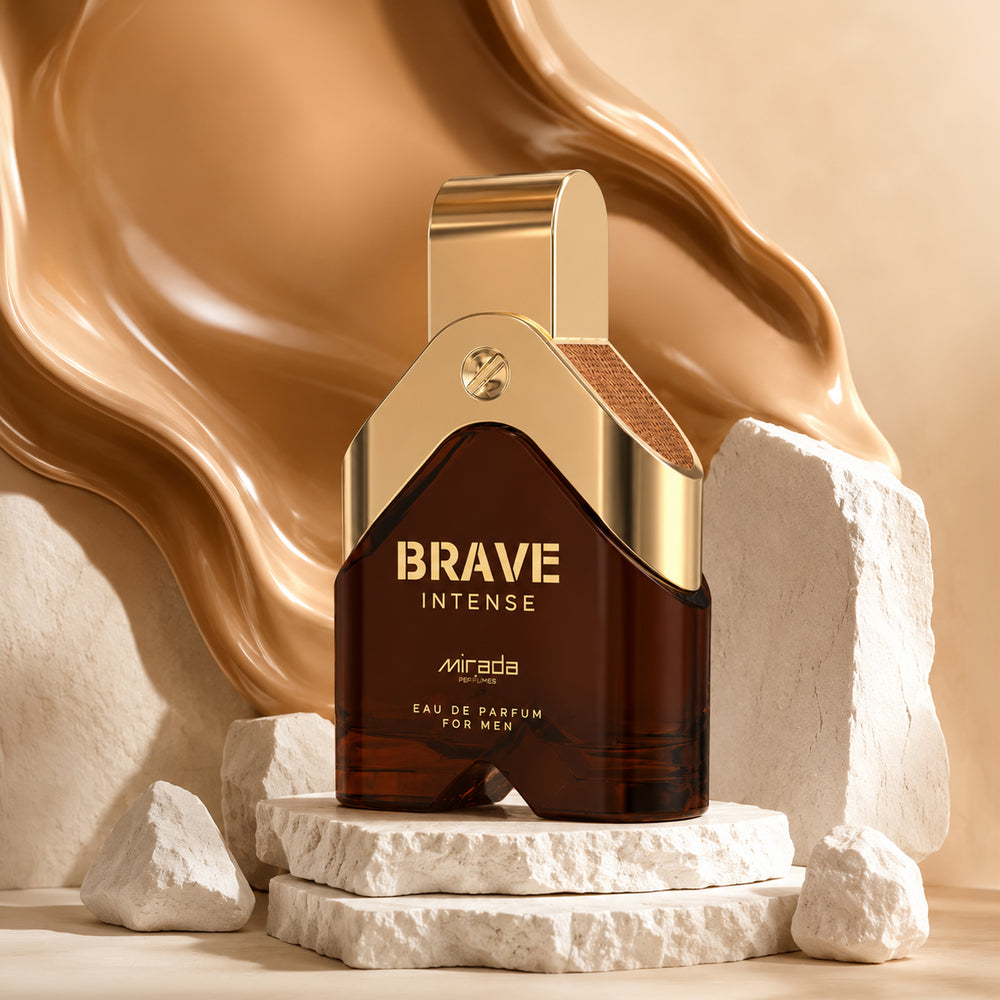 BRAVE
INTENSE
Mirada
PERFUMES
EAU DE PARFUM
FOR MEN